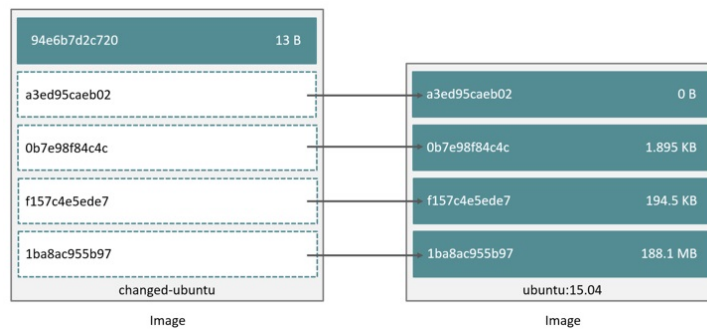 94e6b7d2c720 13 B
a3ed95caeb02
0b7e98f84c4c
f157c4e5ede7
1ba8ac955b97
changed-ubuntu
Image
a3ed95caeb02 0 B
0b7e98f84c4c 1.895 KB
f157c4e5ede7 194.5 KB
1ba8ac955b97 188.1 MB
ubuntu:15.04
Image